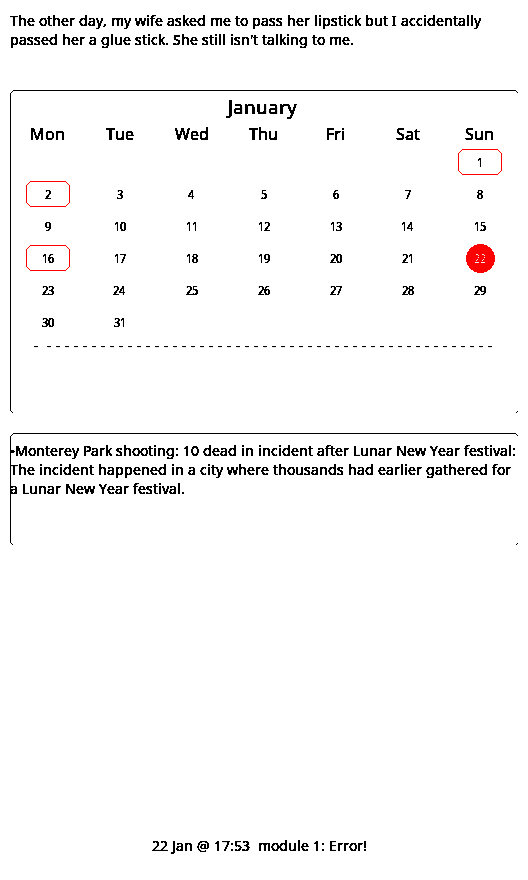 The other day, my wife asked me to pass her lipstick but I accidentally
passed her a glue stick. She still isn't talking to me.
January
Mon Tue Wed Thu Fri Sat Sun
1
2 3 4 5 6 7 8
9 10 11 12 13 14 15
16 17 18 19 20 21 22
23 24 25 26 27 28 29
30 31
•Monterey Park shooting: 10 dead in incident after Lunar New Year festival:
The incident happened in a city where thousands had earlier gathered for
a Lunar New Year festival.
22 Jan @ 17:53 module 1: Error!